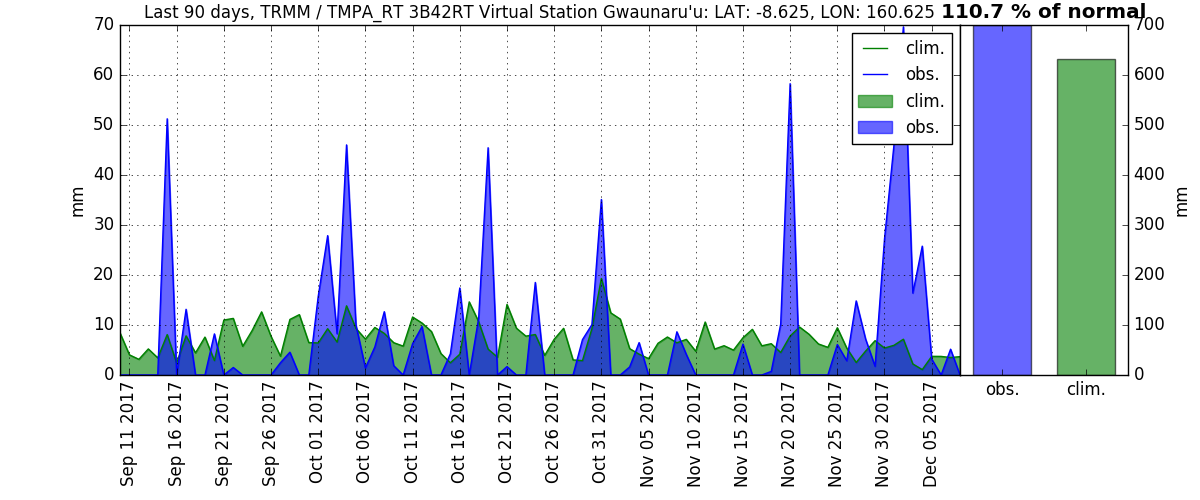 Last 90 days, TRMM / TMPA_RT 3B42RT Virtual Station Gwaunaru'u: LAT: -8.625, LON: 160.625 110.7 % of normal
70
60
50
40
30
20
10
0
mm
clim.
obs.
clim.
obs.
700
600
500
400
300
200
100
0
mm
Sep 11 2017
Sep 16 2017
Sep 21 2017
Sep 26 2017
Oct 01 2017
Oct 06 2017
Oct 11 2017
Oct 16 2017
Oct 21 2017
Oct 26 2017
Oct 31 2017
Nov 05 2017
Nov 10 2017
Nov 15 2017
Nov 20 2017
Nov 25 2017
Nov 30 2017
Dec 05 2017
obs.
clim.